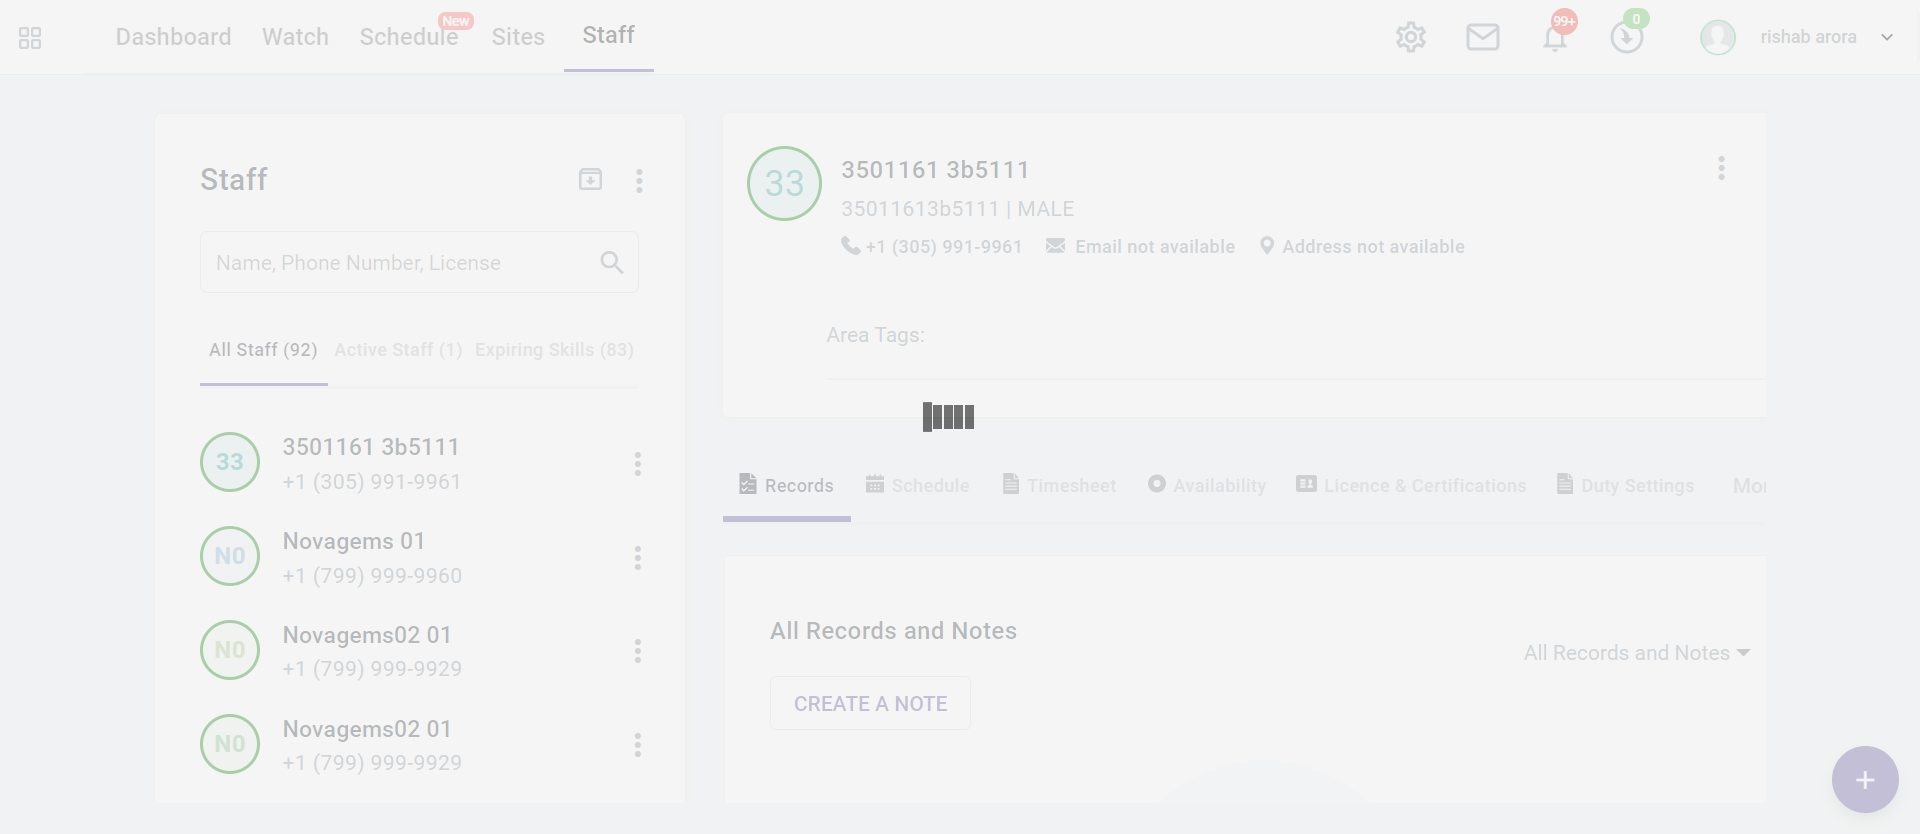 Dashboard Watch Schedule New Sites Staff 99+ 0 rishab arora
Staff
Name, Phone Number, License
All Staff (92) Active Staff (1) Expiring Skills (83)
33 3501161 3b5111
+1 (305) 991-9961
N0 Novagems 01
+1 (799) 999-9960
N0 Novagems02 01
+1 (799) 999-9929
N0 Novagems02 01
+1 (799) 999-9929
33 3501161 3b5111
35011613b5111 | MALE
+1 (305) 991-9961 Email not available Address not available
Area Tags:
Records Schedule Timesheet Availability Licence & Certifications Duty Settings
All Records and Notes
All Records and Notes
CREATE A NOTE